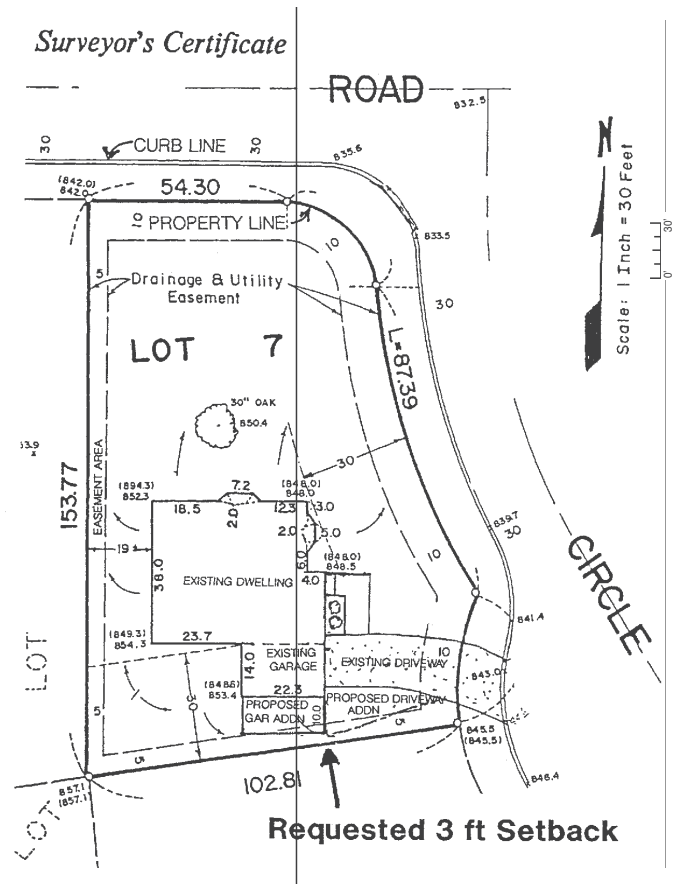 Surveyor's Certificate
ROAD
832.5
30
CURB LINE
30
835.6
(842.0)
842.0
54.30
10
PROPERTY LINE
10
833.5
5
Drainage & Utility
Easement
30
N
Scale: 1 Inch = 30 Feet
30'
0'
L=87.39
LOT 7
30" OAK
850.4
EASEMENT AREA
153.77
30
(894.3)
852.3
7.2
(848.0)
848.0
18.5
2.0
12.3
3.0
2.0
5.0
839.7
30
19
38.0
6.0
(848.0)
848.5
10
CIRCLE
EXISTING DWELLING
4.0
841.4
(849.3)
854.3
23.7
EXISTING
GARAGE
14.0
EXISTING DRIVEWAY
10
843.0
LOT
(848.6)
853.4
30
22.3
PROPOSED
GAR ADDN
10.0
PROPOSED DRIVEWAY
ADDN
5
5
845.5
(845.5)
5
857.1
(857.1)
102.81
846.4
LOT
Requested 3 ft Setback